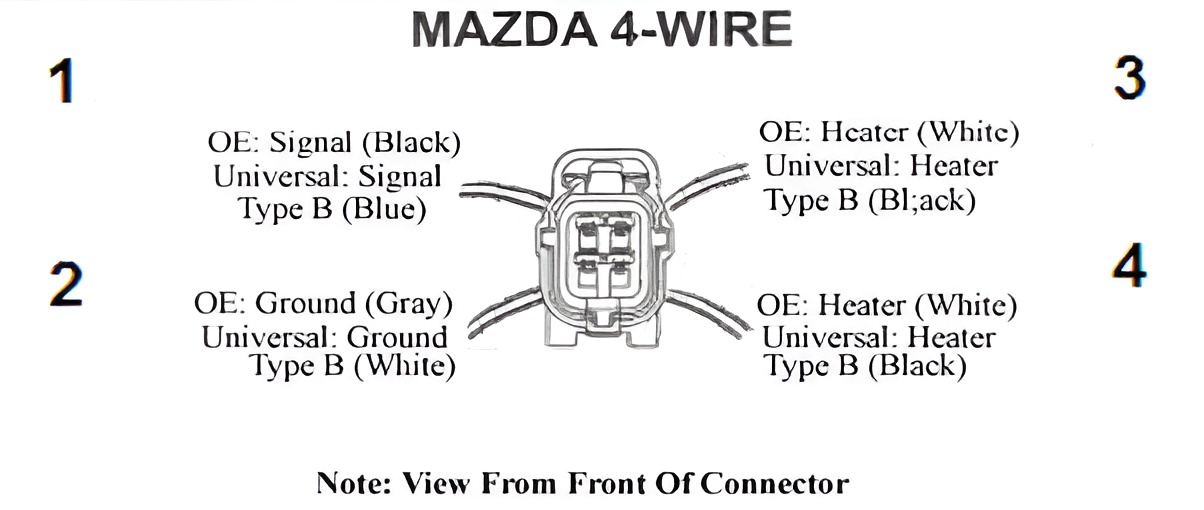 MAZDA 4-WIRE
1
OE: Signal (Black)
Universal: Signal
Type B (Blue)
3
OE: Heater (White)
Universal: Heater
Type B (Bl;ack)
2
OE: Ground (Gray)
Universal: Ground
Type B (White)
4
OE: Heater (White)
Universal: Heater
Type B (Black)
Note: View From Front Of Connector